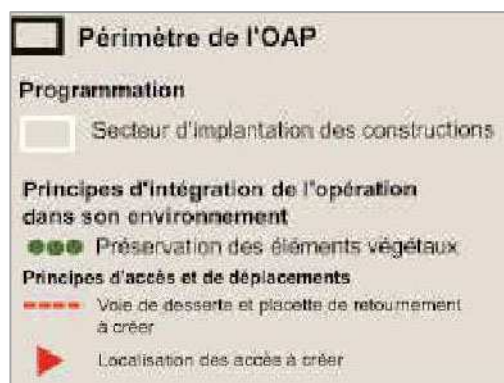 Périmètre de l'OAP
Programmation
Secteur d'implantation des constructions
Principes d'intégration de l'opération
dans son environnement
Préservation des éléments végétaux
Principes d'accès et de déplacements
Voie de desserte et placette de retournement
à créer
Localisation des accès à créer